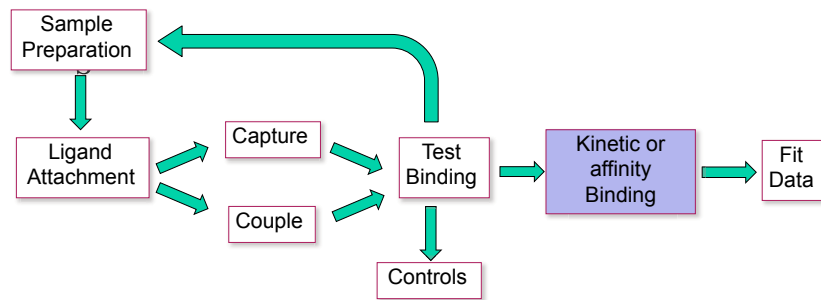 Sample
Preparation
Ligand
Attachment
Capture
Couple
Test
Binding
Controls
Kinetic or
affinity
Binding
Fit
Data